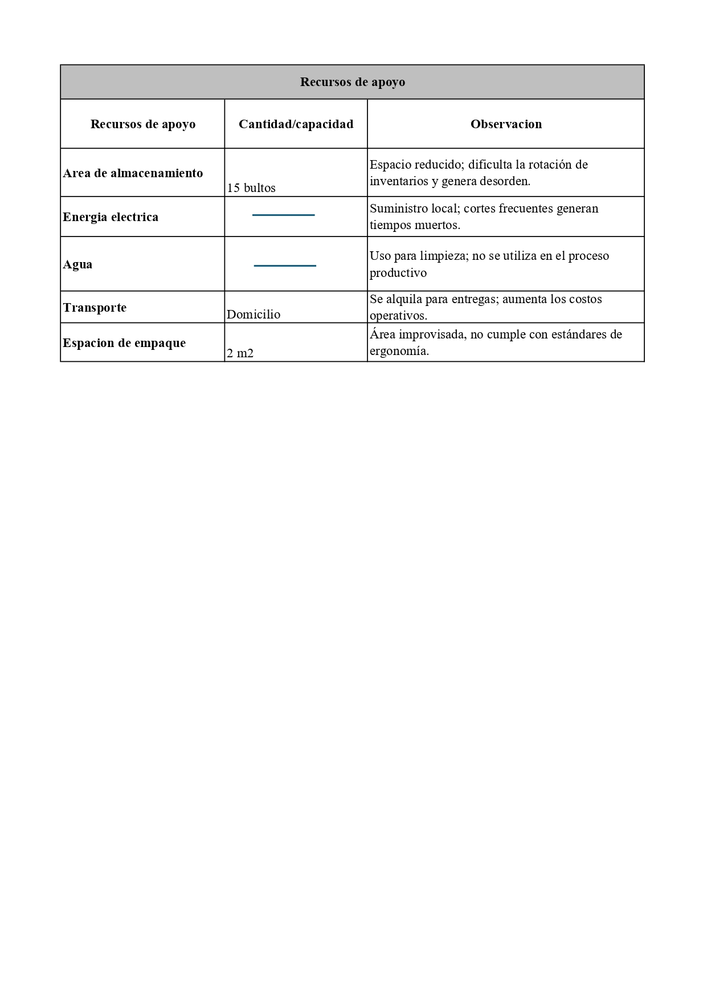 Recursos de apoyo
Recursos de apoyo
Cantidad/capacidad
Observacion
Area de almacenamiento
15 bultos
Espacio reducido; dificulta la rotación de
inventarios y genera desorden.
Energia electrica
Suministro local; cortes frecuentes generan
tiempos muertos.
Agua
Uso para limpieza; no se utiliza en el proceso
productivo
Transporte
Domicilio
Se alquila para entregas; aumenta los costos
operativos.
Espacion de empaque
2 m2
Área improvisada, no cumple con estándares de
ergonomía.